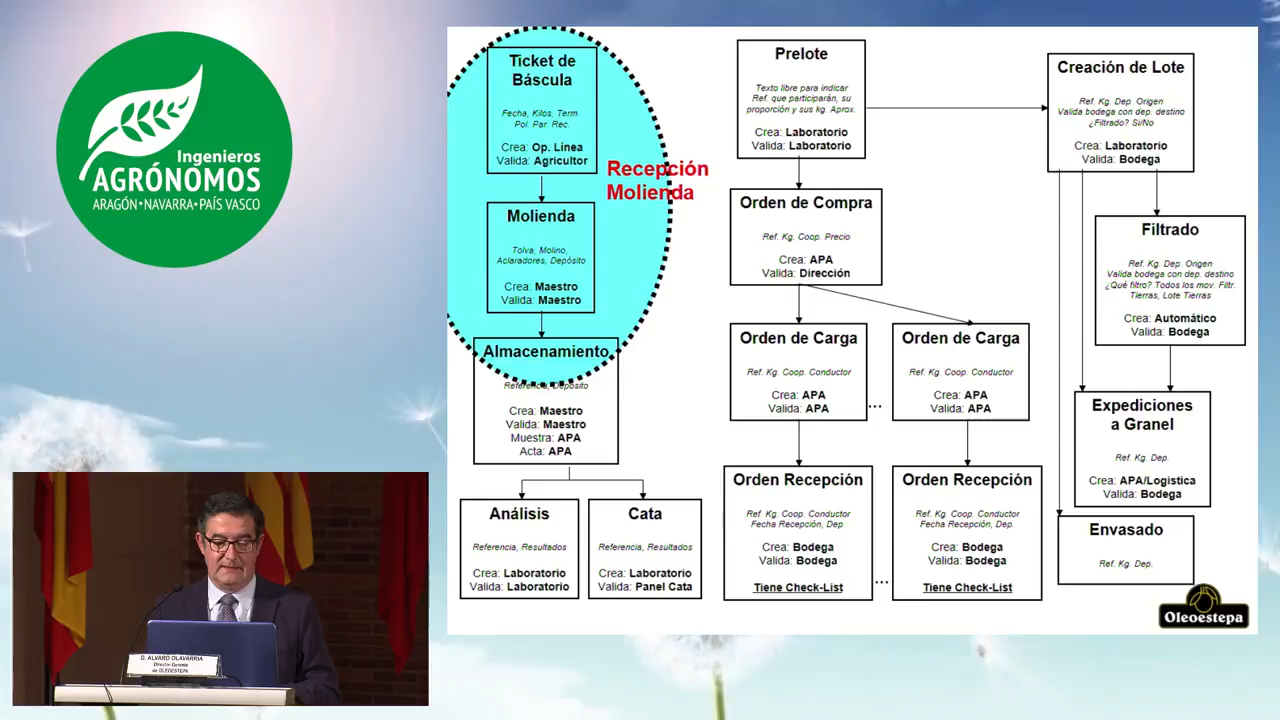 Ingenieros
AGRÓNOMOS
ARAGÓN•NAVARRA•PAÍS VASCO
Ticket de
Báscula
Fecha, Kilos, Term.
Pol. Par. Rec.
Crea: Op. Línea
Valida: Agricultor
Recepción
Molienda
Molienda
Tolva, Molino,
Aclaradores, Depósito
Crea: Maestro
Valida: Maestro
Almacenamiento
Referencia, Depósito
Crea: Maestro
Valida: Maestro
Muestra: APA
Acta: APA
Análisis
Referencia, Resultados
Crea: Laboratorio
Valida: Laboratorio
Cata
Referencia, Resultados
Crea: Laboratorio
Valida: Panel Cata
Prelote
Texto libre para indicar
Ref. que participarán, su
proporción y sus kg. Aprox.
Crea: Laboratorio
Valida: Laboratorio
Orden de Compra
Ref. Kg. Coop. Precio
Crea: APA
Valida: Dirección
Orden de Carga
Ref. Kg. Coop. Conductor
Crea: APA
Valida: APA
...
Orden de Carga
Ref. Kg. Coop. Conductor
Crea: APA
Valida: APA
Orden Recepción
Ref. Kg. Coop. Conductor
Fecha Recepción, Dep.
Crea: Bodega
Valida: Bodega
Tiene Check-List
...
Orden Recepción
Ref. Kg. Coop. Conductor
Fecha Recepción, Dep
Crea: Bodega
Valida: Bodega
Tiene Check-List
Creación de Lote
Ref. Kg. Dep. Origen
Valida bodega con dep. destino
¿Filtrado? Si/No
Crea: Laboratorio
Valida: Bodega
Filtrado
Ref. Kg. Dep. Origen
Valida bodega con dep. destino
¿Qué filtro? Todos los mov. Filtr.
Tierras, Lote Tierras
Crea: Automático
Valida: Bodega
Expediciones
a Granel
Ref. Kg. Dep.
Crea: APA/Logística
Valida: Bodega
Envasado
Ref. Kg. Dep.
Oleoestepa
D. ALVARO OLAVARRIA
Director Gerente
de OLEOESTEPA